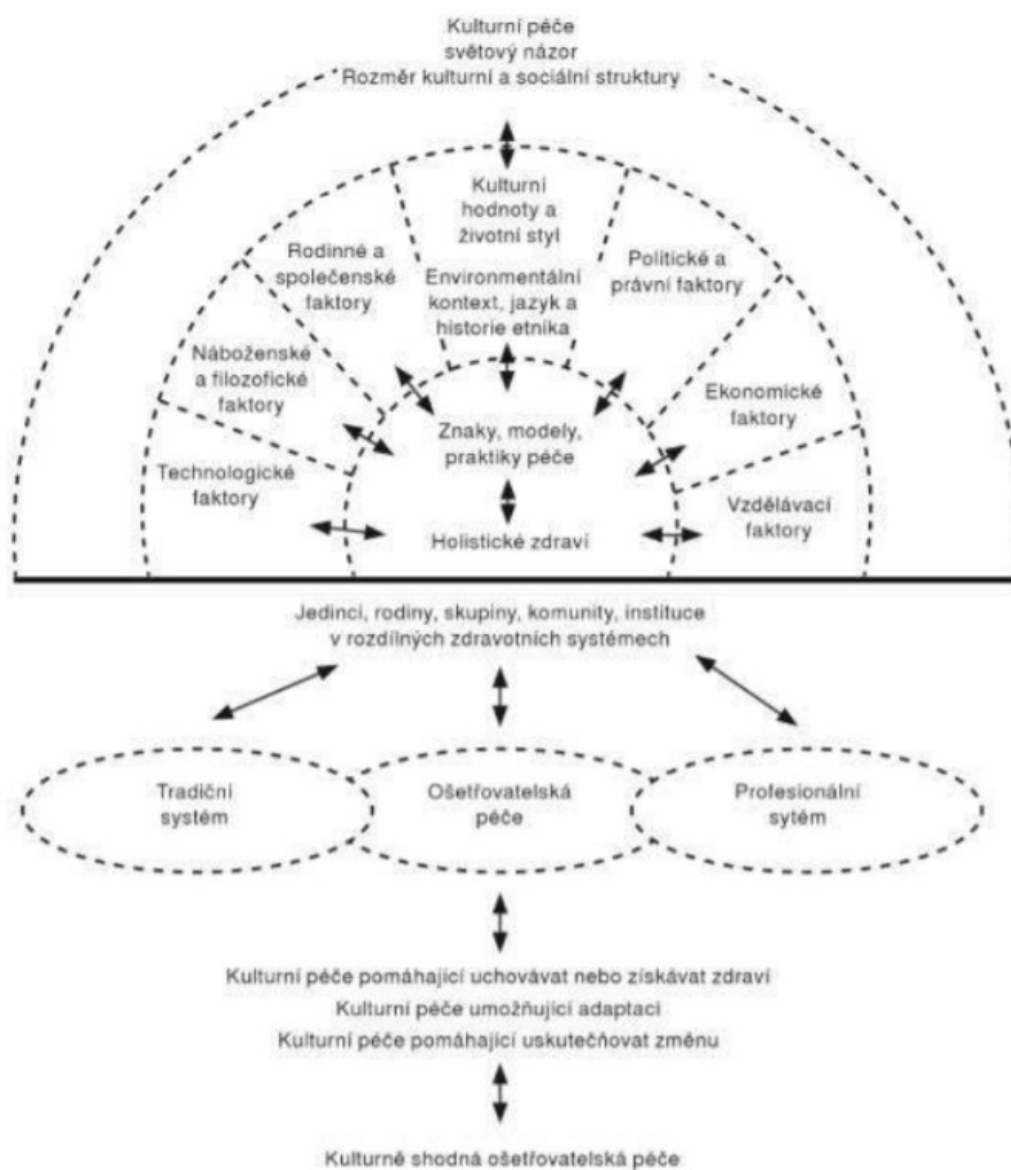 Kulturní péče
světový názor
Rozměr kulturní a sociální struktury
Kulturní
hodnoty a
životní styl
Rodinné a
společenské
faktory
Politické a
právní faktory
Environmentální
kontext, jazyk a
historie etnika
Náboženské
a filozofické
faktory
Ekonomické
faktory
Znaky, modely,
praktiky péče
Technologické
faktory
Vzdělávací
faktory
Holistické zdraví
Jedinci, rodiny, skupiny, komunity, instituce
v rozdílných zdravotních systémech
Tradiční
systém
Ošetřovatelská
péče
Profesionální
sytém
Kulturní péče pomáhající uchovávat nebo získávat zdraví
Kulturní péče umožňující adaptaci
Kulturní péče pomáhající uskutečňovat změnu
Kulturně shodná ošetřovatelská péče